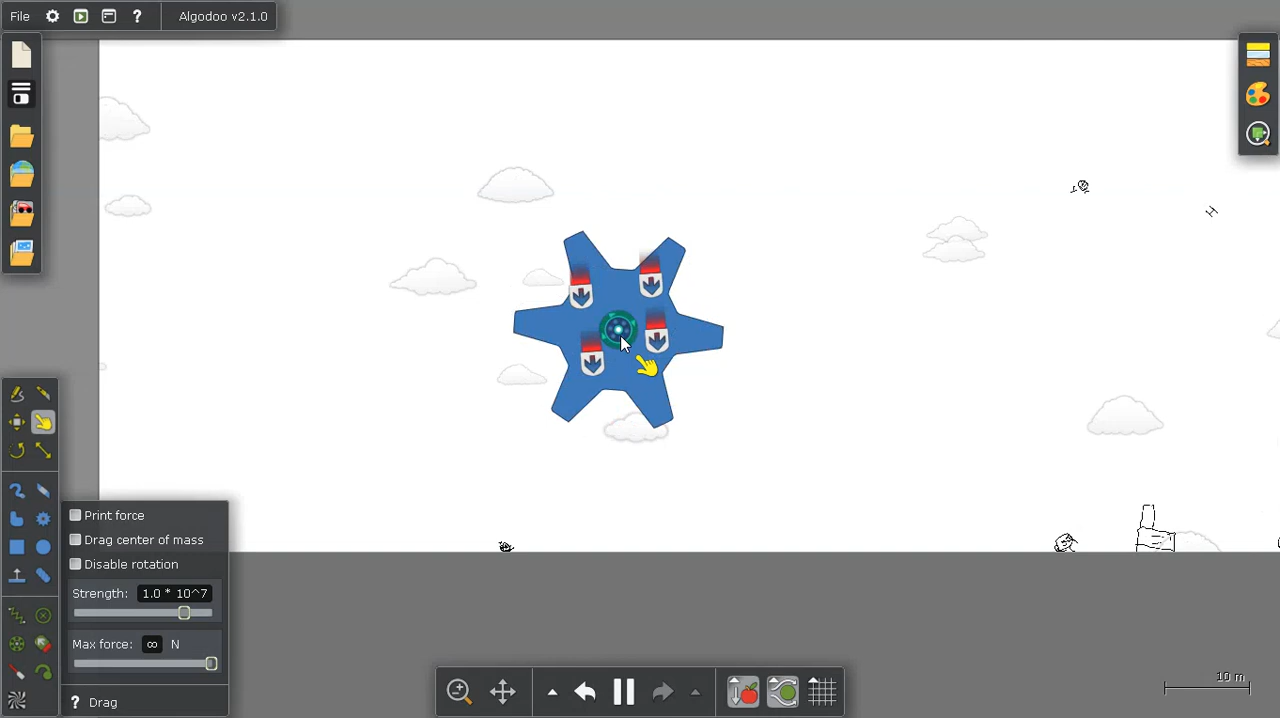 File ? Algodoo v2.1.0
Print force
Drag center of mass
Disable rotation
Strength: 1.0 * 10^7
Max force: ∞ N
? Drag
10 m